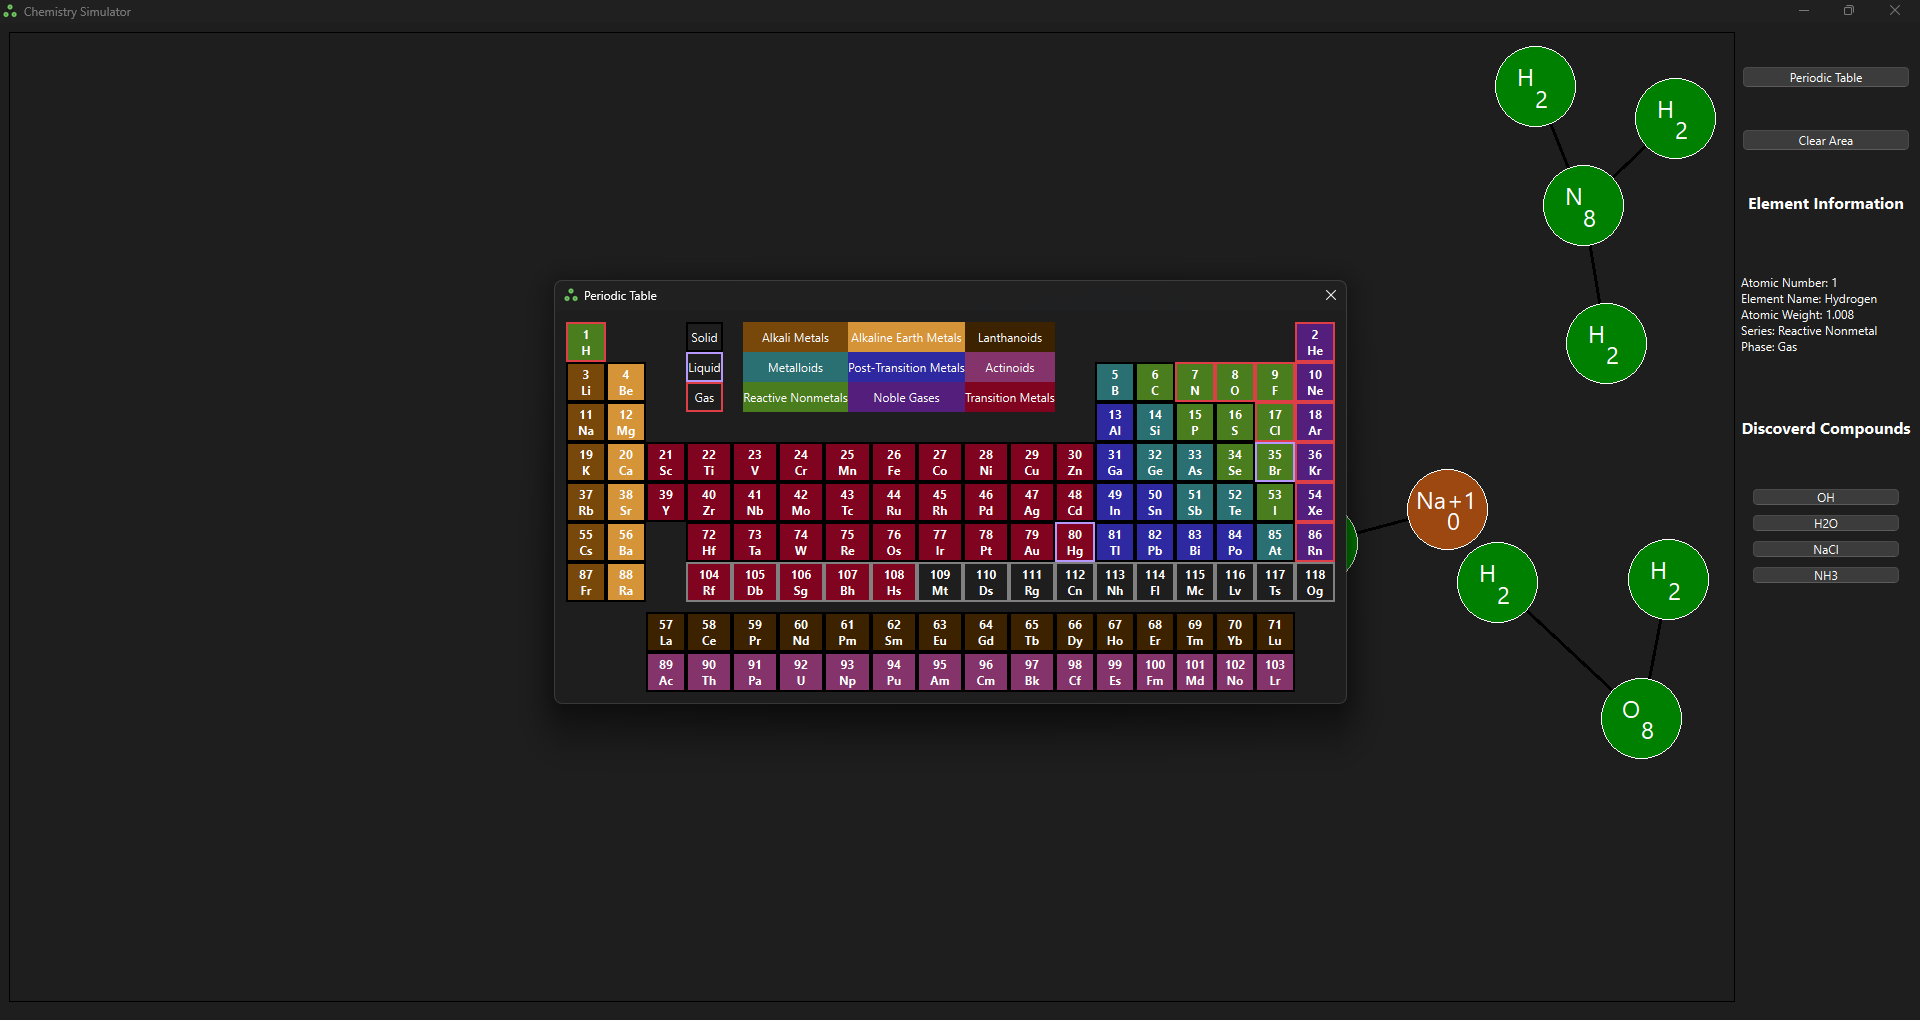 Chemistry Simulator
H
2
H
2
N
8
H
2
Na+1
0
H
2
H
2
O
8
Periodic Table
Solid
Liquid
Gas
Alkali Metals Alkaline Earth Metals Lanthanoids
Metalloids Post-Transition Metals Actinoids
Reactive Nonmetals Noble Gases Transition Metals
1 2
H He
3 4 5 6 7 8 9 10
Li Be B C N O F Ne
11 12 13 14 15 16 17 18
Na Mg Al Si P S Cl Ar
19 20 21 22 23 24 25 26 27 28 29 30 31 32 33 34 35 36
K Ca Sc Ti V Cr Mn Fe Co Ni Cu Zn Ga Ge As Se Br Kr
37 38 39 40 41 42 43 44 45 46 47 48 49 50 51 52 53 54
Rb Sr Y Zr Nb Mo Tc Ru Rh Pd Ag Cd In Sn Sb Te I Xe
55 56 72 73 74 75 76 77 78 79 80 81 82 83 84 85 86
Cs Ba Hf Ta W Re Os Ir Pt Au Hg Tl Pb Bi Po At Rn
87 88 104 105 106 107 108 109 110 111 112 113 114 115 116 117 118
Fr Ra Rf Db Sg Bh Hs Mt Ds Rg Cn Nh Fl Mc Lv Ts Og
57 58 59 60 61 62 63 64 65 66 67 68 69 70 71
La Ce Pr Nd Pm Sm Eu Gd Tb Dy Ho Er Tm Yb Lu
89 90 91 92 93 94 95 96 97 98 99 100 101 102 103
Ac Th Pa U Np Pu Am Cm Bk Cf Es Fm Md No Lr
Periodic Table
Clear Area
Element Information
Atomic Number: 1
Element Name: Hydrogen
Atomic Weight: 1.008
Series: Reactive Nonmetal
Phase: Gas
Discoverd Compounds
OH
H2O
NaCl
NH3